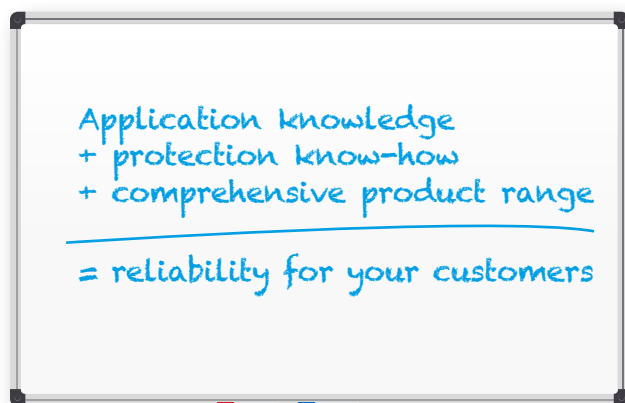 Application knowledge
+ protection know-how
+ comprehensive product range
= reliability for your customers